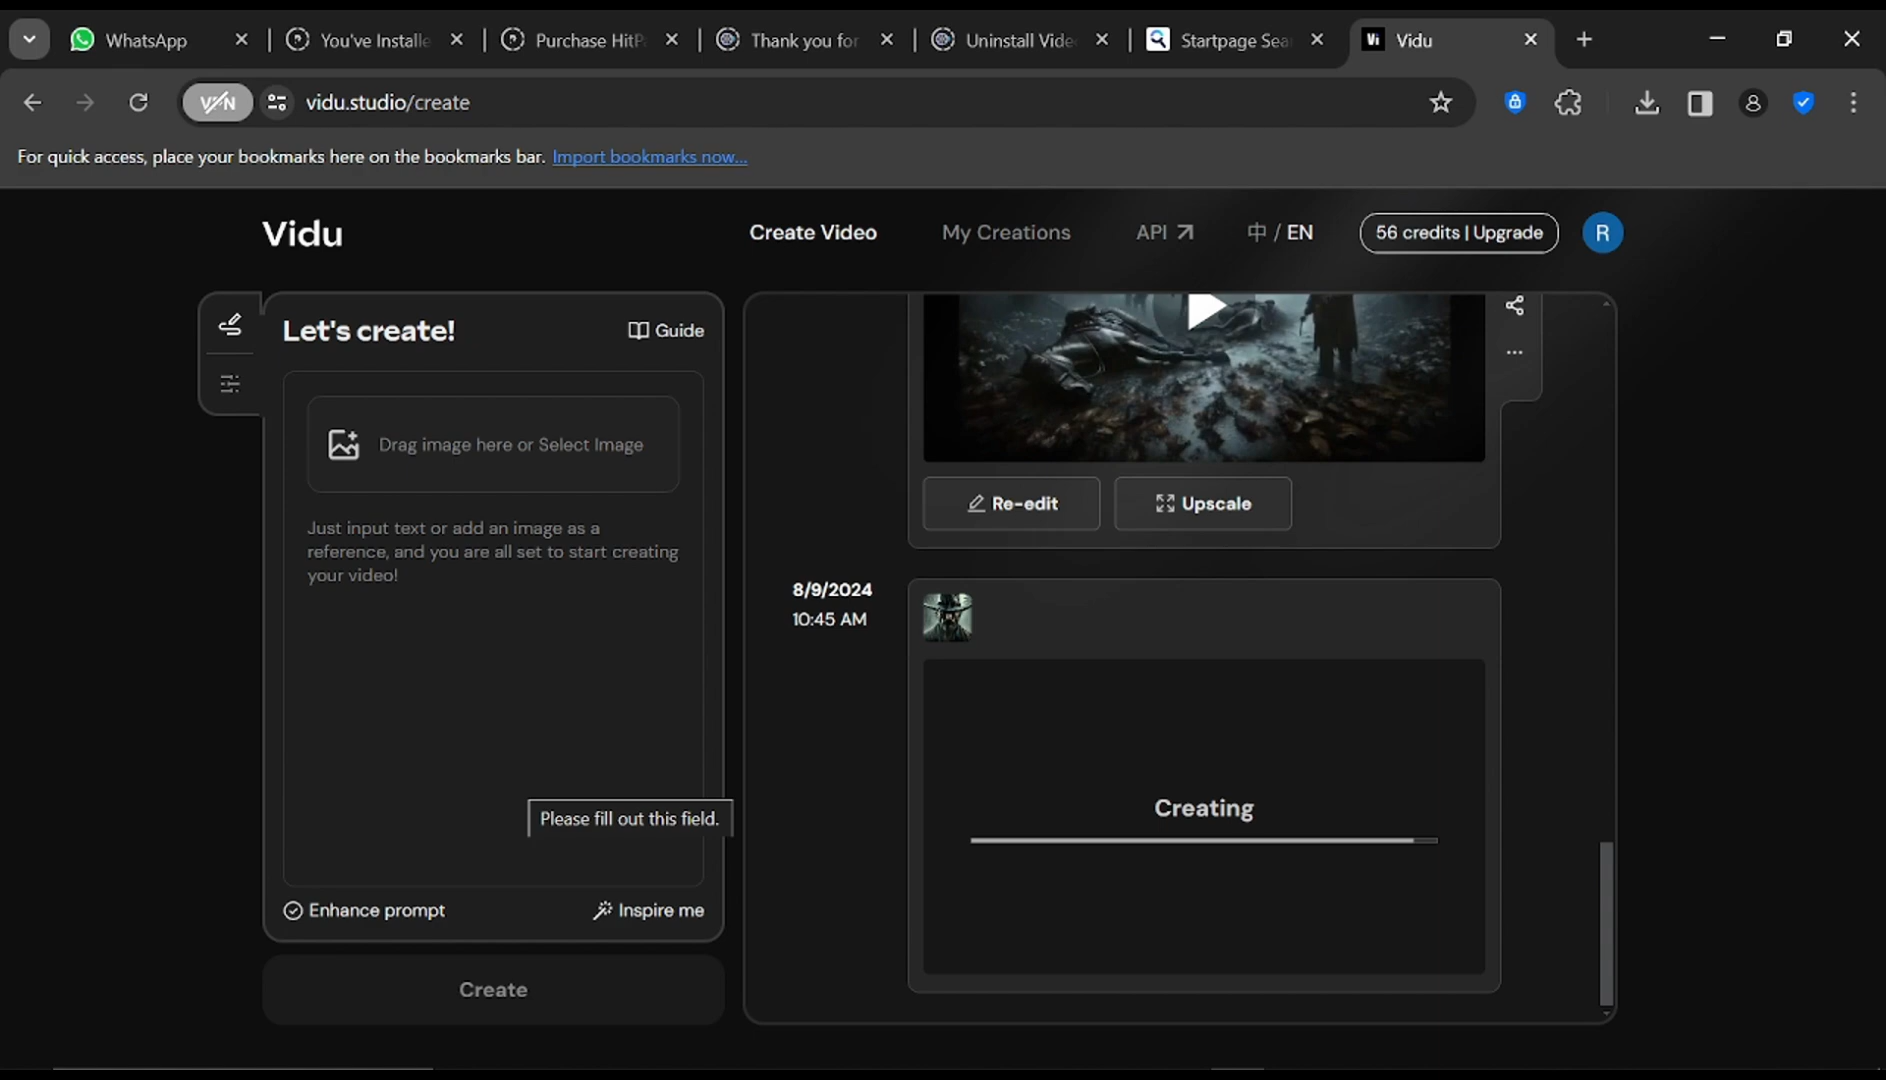 WhatsApp
You've Installe
Purchase HitPa
Thank you for
Uninstall Vide
Startpage Sea
Vi
Vidu
VPN
vidu.studio/create
For quick access, place your bookmarks here on the bookmarks bar. Import bookmarks now...
Vidu
Create Video
My Creations
API
中 / EN
56 credits | Upgrade
R
Let's create!
Guide
Drag image here or Select Image
Just input text or add an image as a
reference, and you are all set to start creating
your video!
Please fill out this field.
Enhance prompt
Inspire me
Create
Re-edit
Upscale
8/9/2024
10:45 AM
Creating